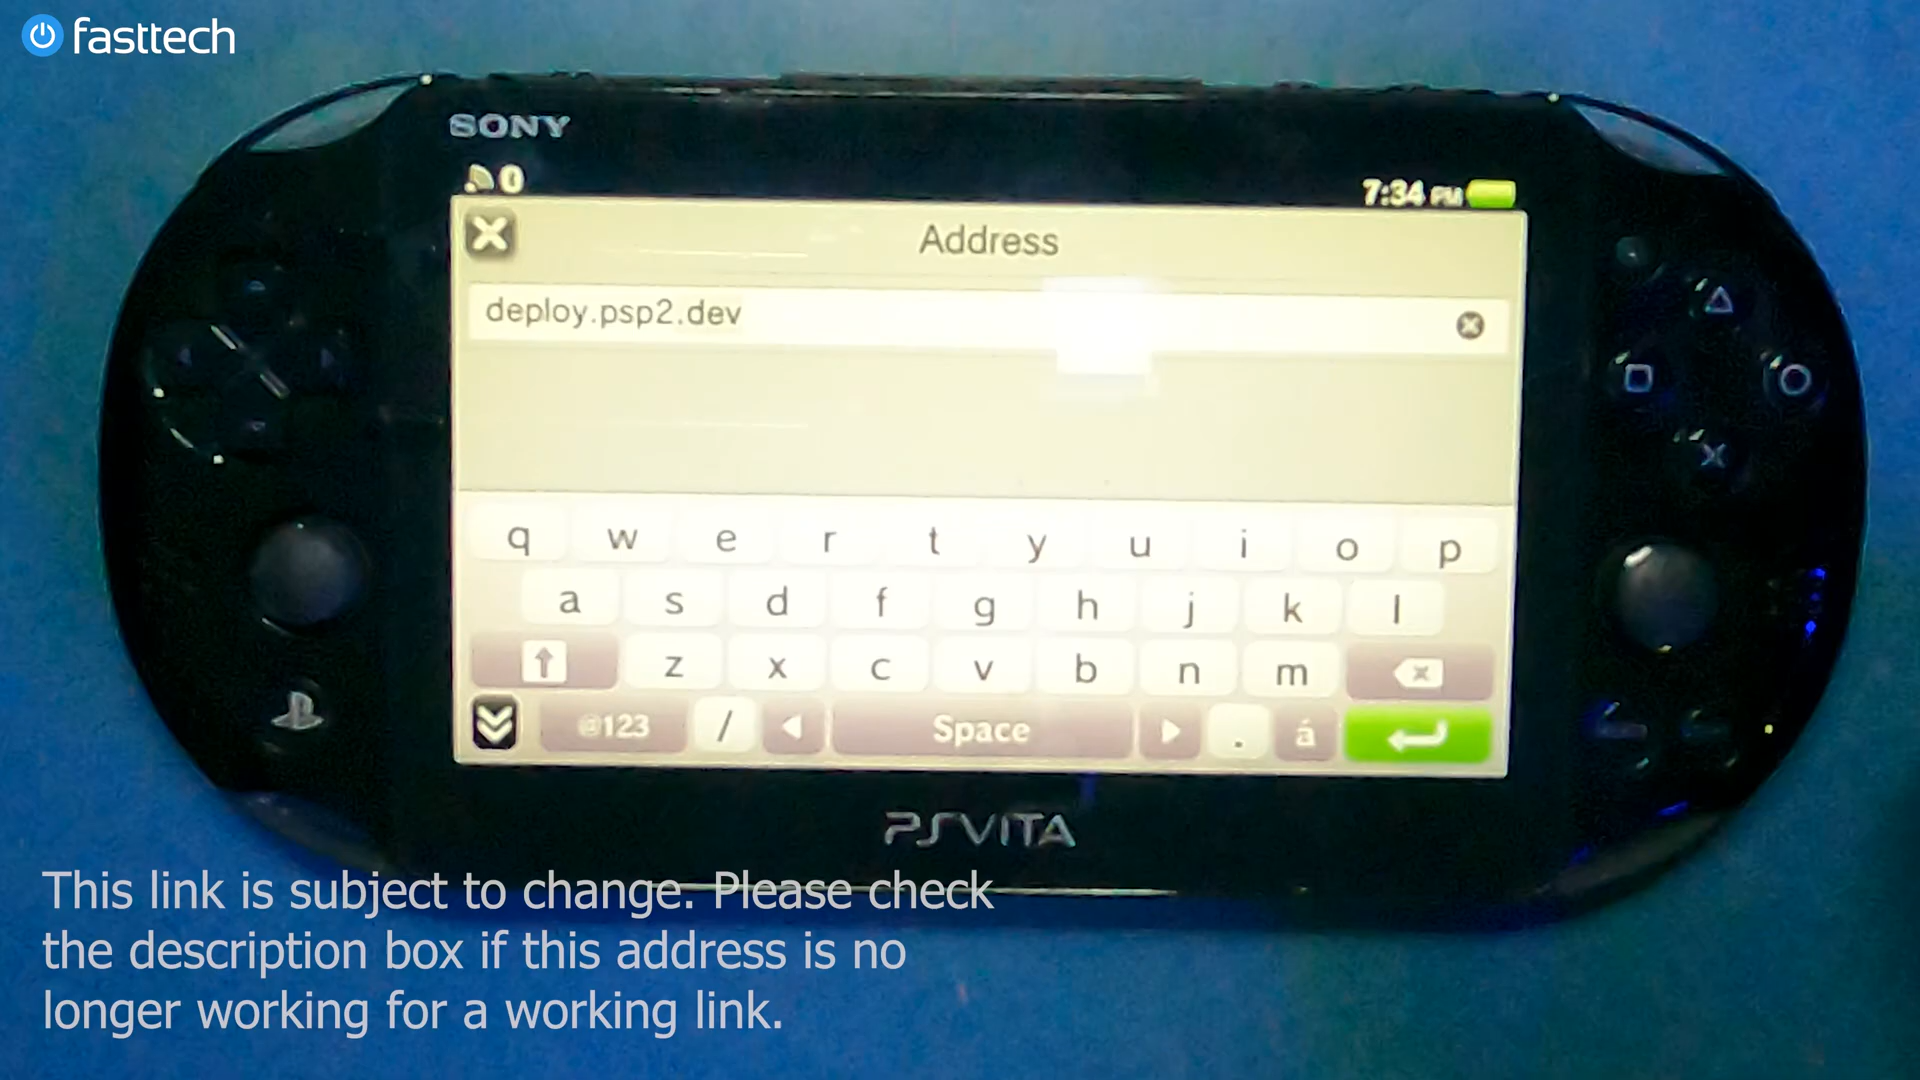 fasttech
SONY
0
7:34 PM
Address
deploy.psp2.dev
q w e r t y u i o p
a s d f g h j k l
z x c v b n m
@123 / Space . á
PSVITA
This link is subject to change. Please check
the description box if this address is no
longer working for a working link.